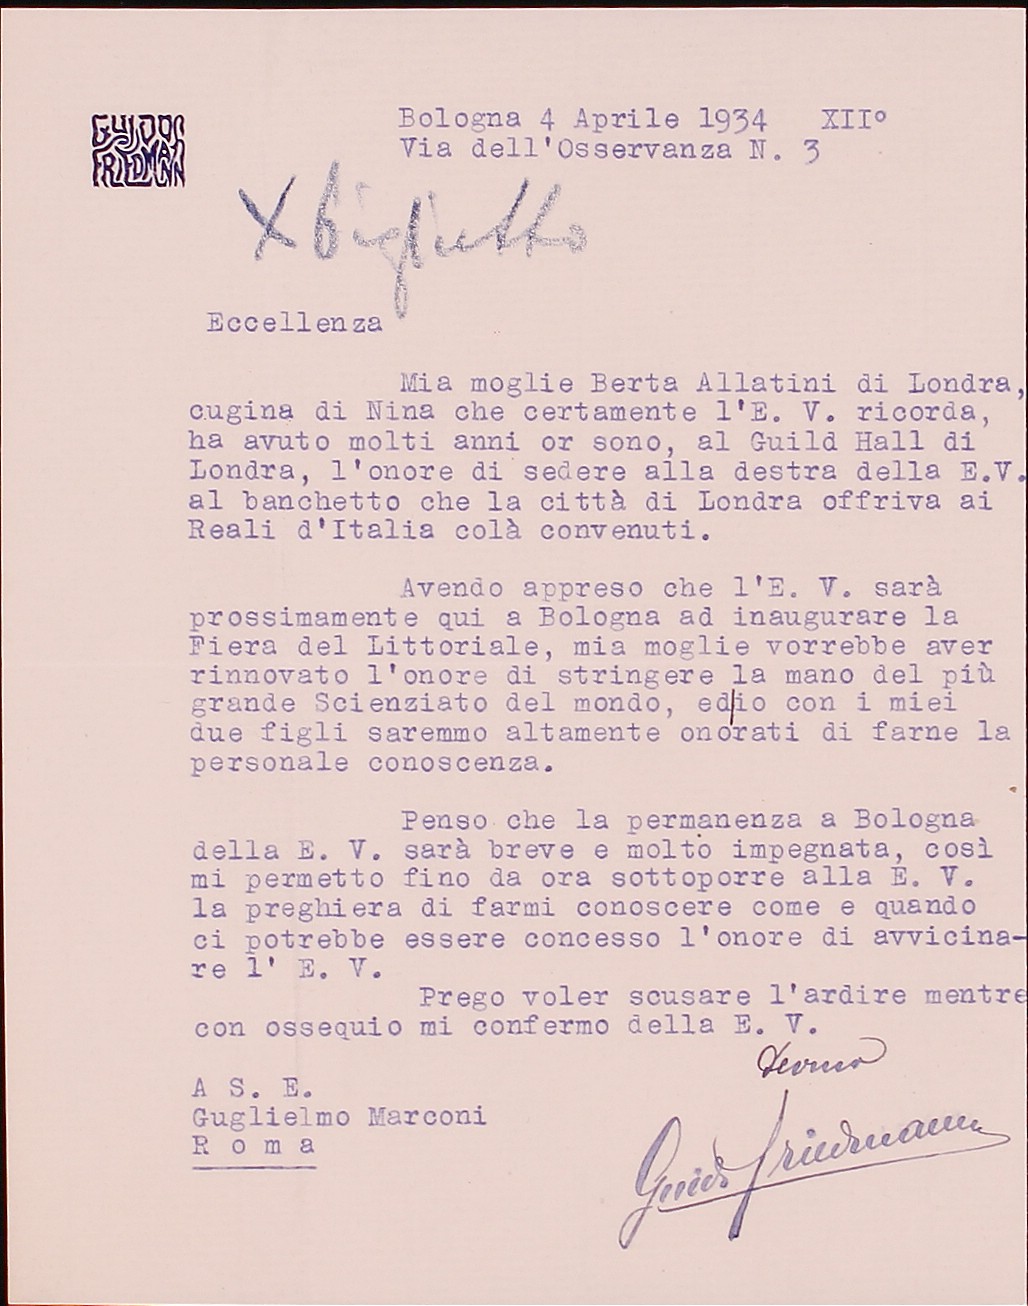 GUIDO
FRIEDMANN
Bologna 4 Aprile 1934 XII°
Via dell'Osservanza N. 3
X biglietto
Eccellenza
Mia moglie Berta Allatini di Londra,
cugina di Nina che certamente l'E. V. ricorda,
ha avuto molti anni or sono, al Guild Hall di
Londra, l'onore di sedere alla destra della E.V.
al banchetto che la città di Londra offriva ai
Reali d'Italia colà convenuti.
Avendo appreso che l'E. V. sarà
prossimamente qui a Bologna ad inaugurare la
Fiera del Littoriale, mia moglie vorrebbe aver
rinnovato l'onore di stringere la mano del più
grande Scienziato del mondo, ed|io con i miei
due figli saremmo altamente onorati di farne la
personale conoscenza.
Penso che la permanenza a Bologna
della E. V. sarà breve e molto impegnata, così
mi permetto fino da ora sottoporre alla E. V.
la preghiera di farmi conoscere come e quando
ci potrebbe essere concesso l'onore di avvicina-
re l' E. V.
Prego voler scusare l'ardire mentre
con ossequio mi confermo della E. V.
devmo
A S. E.
Guglielmo Marconi
R o m a
Guido Friedmann